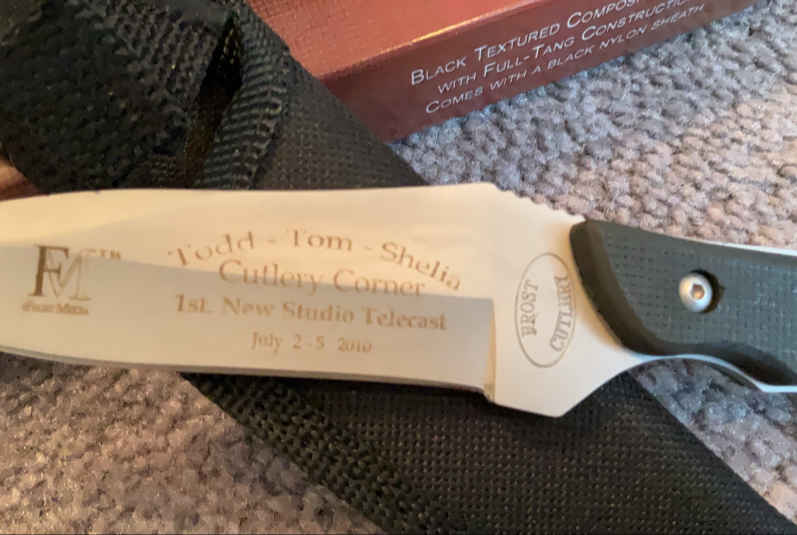 BLACK TEXTURED COMPOS
WITH FULL-TANG CONSTRUCTI
COMES WITH A BLACK NYLON SHEATH
FM
Todd - Tom - Shelia
Cutlery Corner
1st. New Studio Telecast
July 2 - 5 2010
FROST
CUTLERY